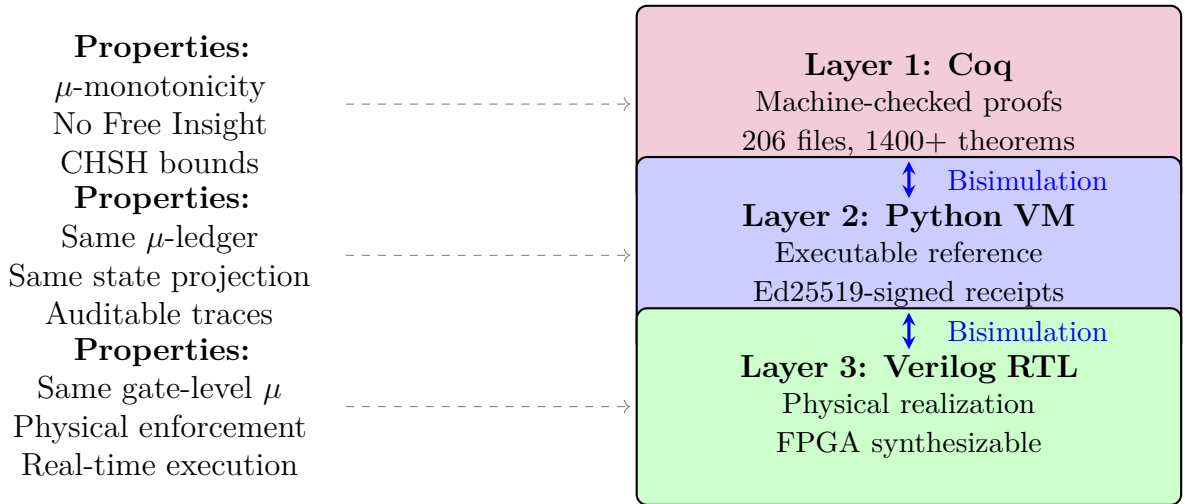 Properties:
μ-monotonicity
No Free Insight
CHSH bounds
Layer 1: Coq
Machine-checked proofs
206 files, 1400+ theorems
Bisimulation
Properties:
Same μ-ledger
Same state projection
Auditable traces
Layer 2: Python VM
Executable reference
Ed25519-signed receipts
Bisimulation
Properties:
Same gate-level μ
Physical enforcement
Real-time execution
Layer 3: Verilog RTL
Physical realization
FPGA synthesizable